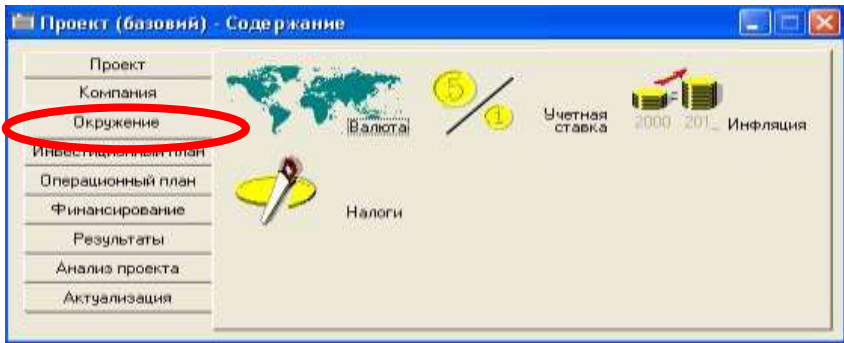 Проект (базовий) - Содержание
Проект
Компания
Окружение
Инвестиционный план
Операционный план
Финансирование
Результаты
Анализ проекта
Актуализация
Валюта
5
1
Учетная
ставка
2000 201_
Инфляция
Налоги